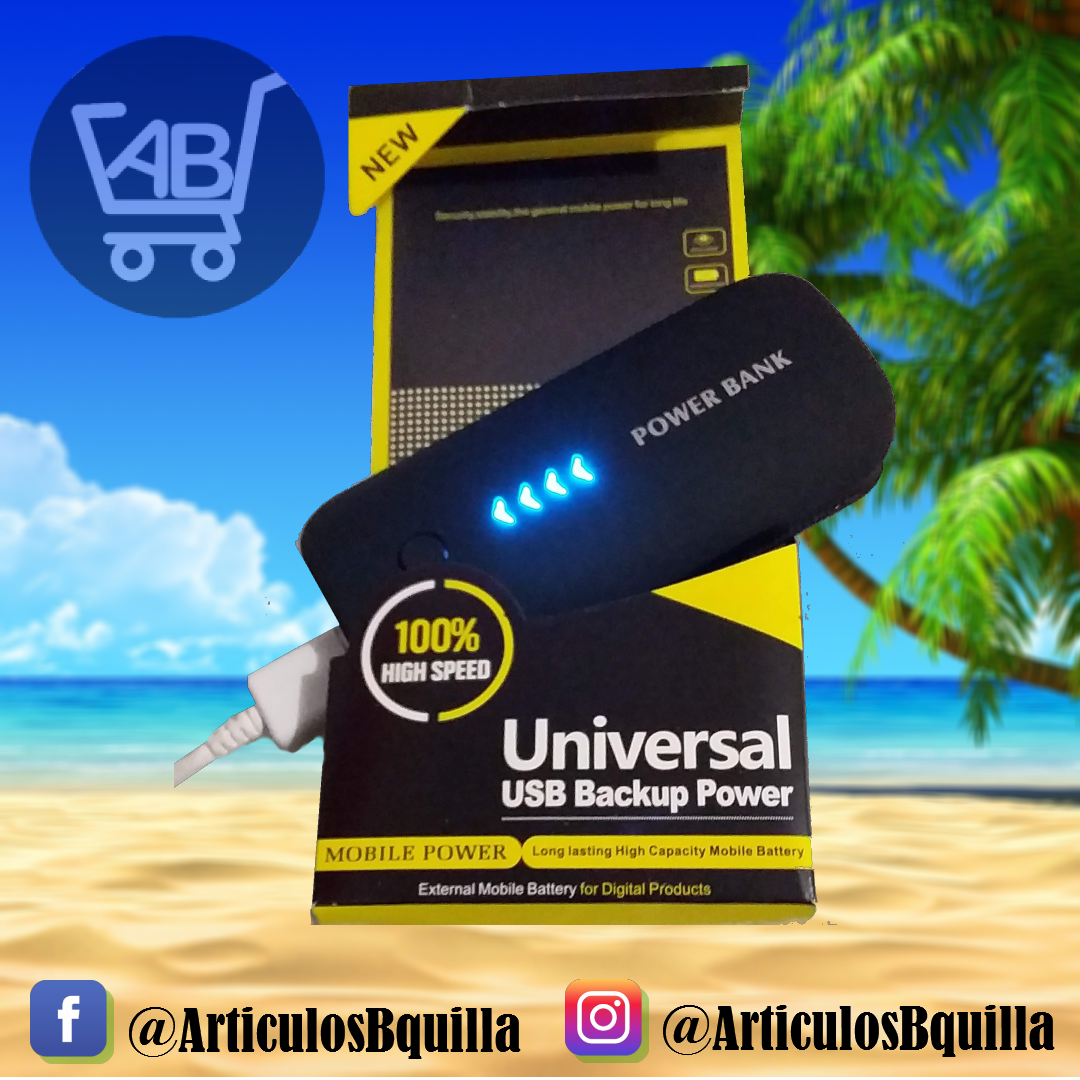 AB
NEW
Security, stability, the general mobile power for long life
POWER BANK
100%
HIGH SPEED
Universal
USB Backup Power
MOBILE POWER
Long lasting High Capacity Mobile Battery
External Mobile Battery for Digital Products
f @ArticulosBquilla
@ArticulosBquilla